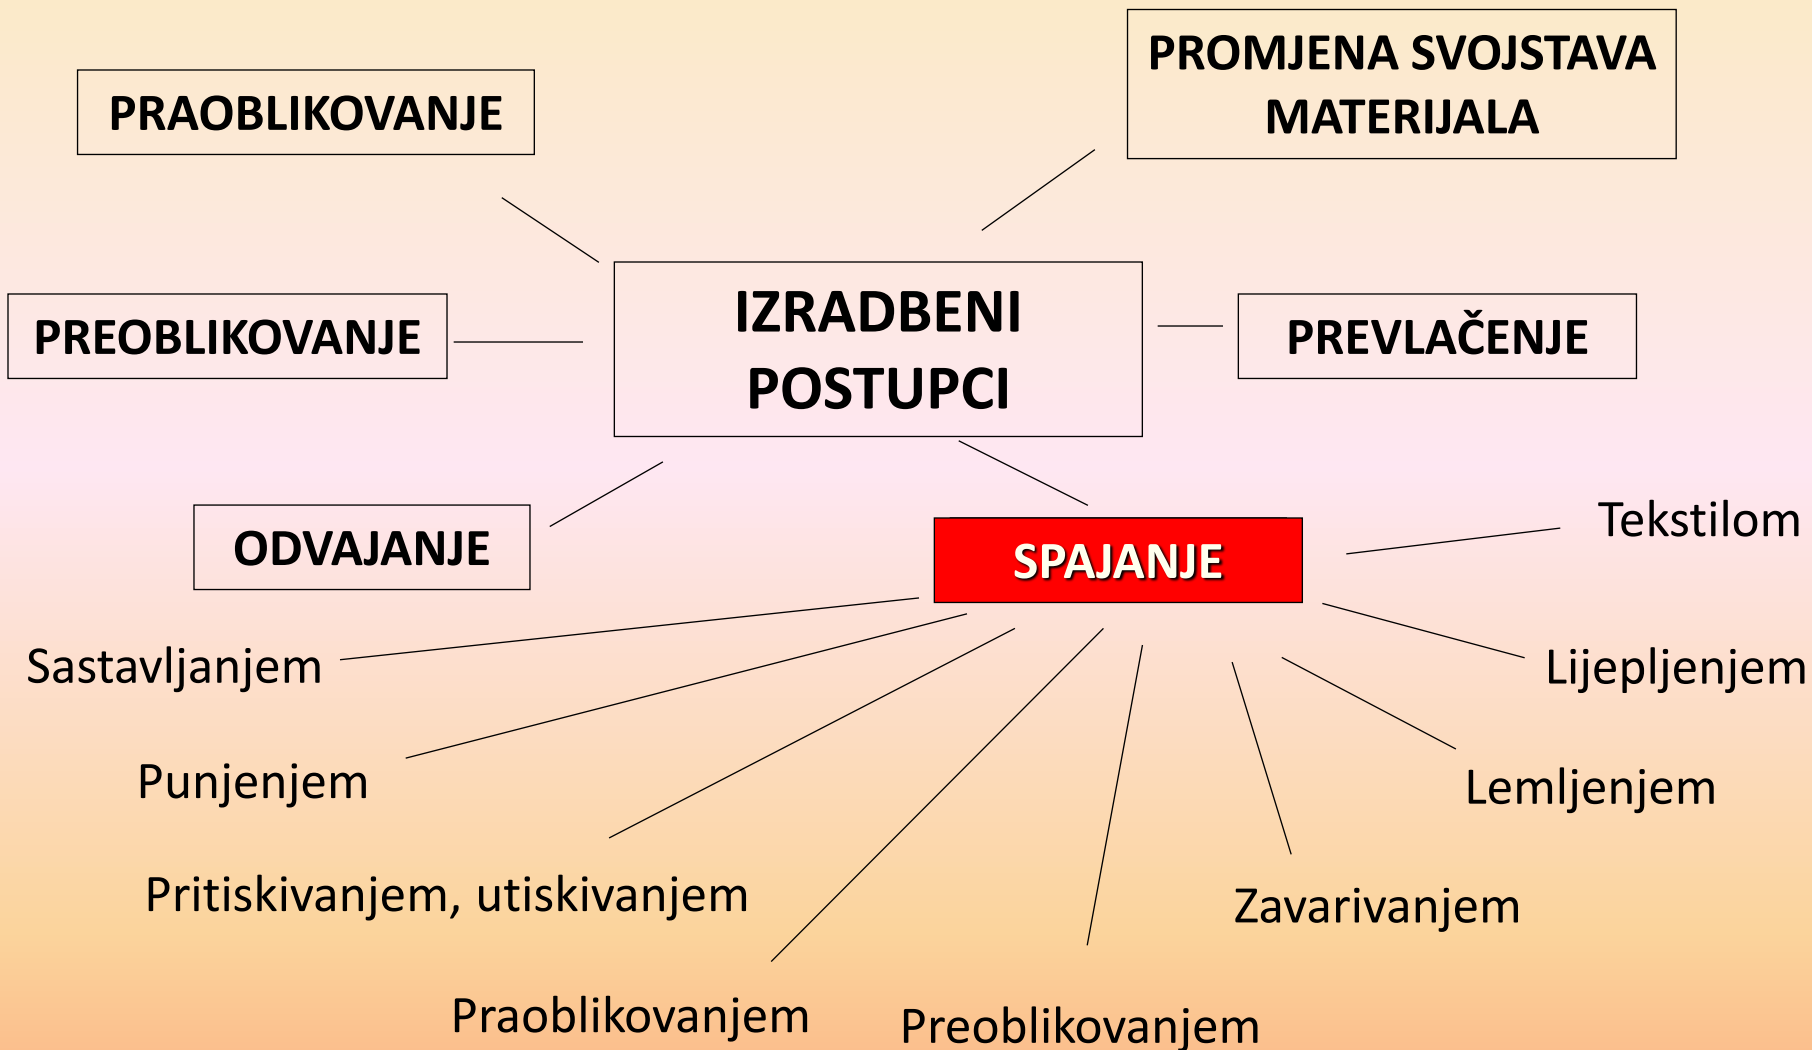 PROMJENA SVOJSTAVA
MATERIJALA
PRAOBLIKOVANJE
IZRADBENI
POSTUPCI
PREOBLIKOVANJE
PREVLAČENJE
ODVAJANJE
SPAJANJE
Tekstilom
Sastavljanjem
Lijepljenjem
Punjenjem
Lemljenjem
Pritiskivanjem, utiskivanjem
Zavarivanjem
Praoblikovanjem
Preoblikovanjem